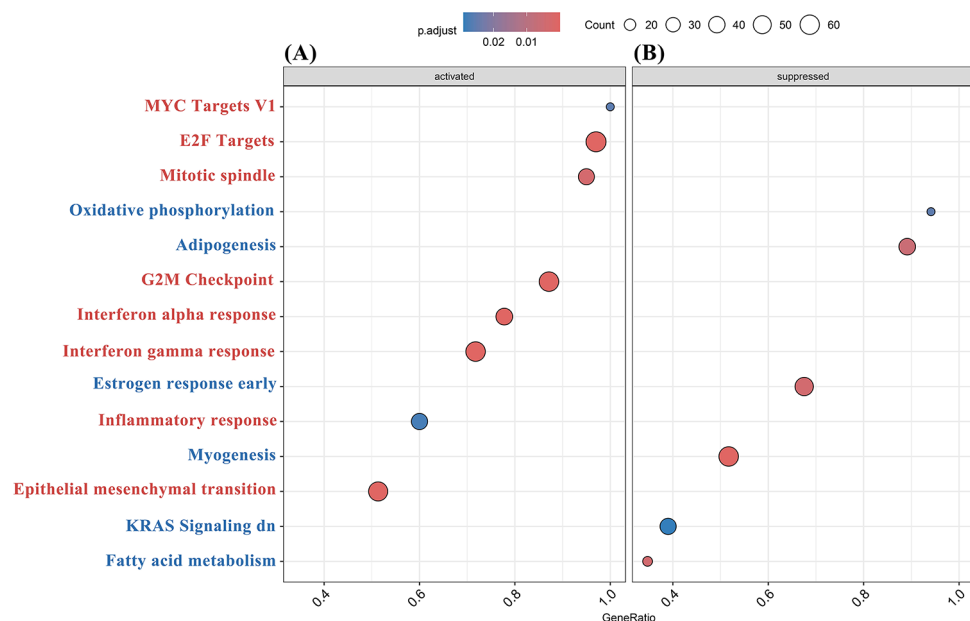 p.adjust
0.02 0.01
Count 20 30 40 50 60
(A) (B)
activated suppressed
MYC Targets V1
E2F Targets
Mitotic spindle
Oxidative phosphorylation
Adipogenesis
G2M Checkpoint
Interferon alpha response
Interferon gamma response
Estrogen response early
Inflammatory response
Myogenesis
Epithelial mesenchymal transition
KRAS Signaling dn
Fatty acid metabolism
0.4 0.6 0.8 1.0 0.4 0.6 0.8 1.0
GeneRatio